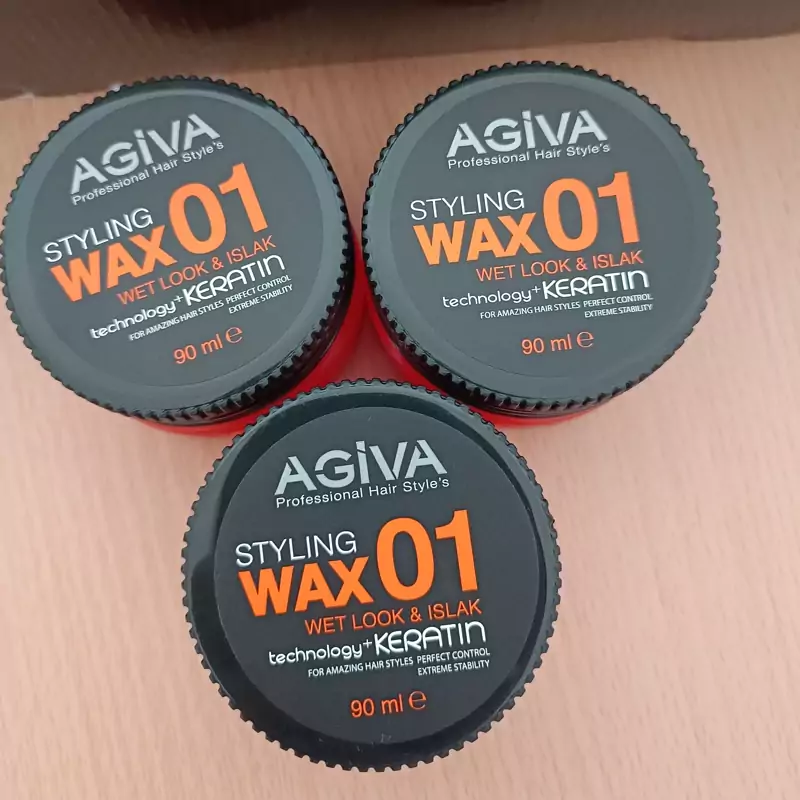 AGiVA
Professional Hair Style's
STYLING
WAX 01
WET LOOK & ISLAK
technology+KERATIN
FOR AMAZING HAIR STYLES PERFECT CONTROL
EXTREME STABILITY
90 ml e
AGiVA
Professional Hair Style's
STYLING
WAX 01
WET LOOK & ISLAK
technology+KERATIN
FOR AMAZING HAIR STYLES PERFECT CONTROL
EXTREME STABILITY
90 ml e
AGiVA
Professional Hair Style's
STYLING
WAX 01
WET LOOK & ISLAK
technology+KERATIN
FOR AMAZING HAIR STYLES PERFECT CONTROL
EXTREME STABILITY
90 ml e